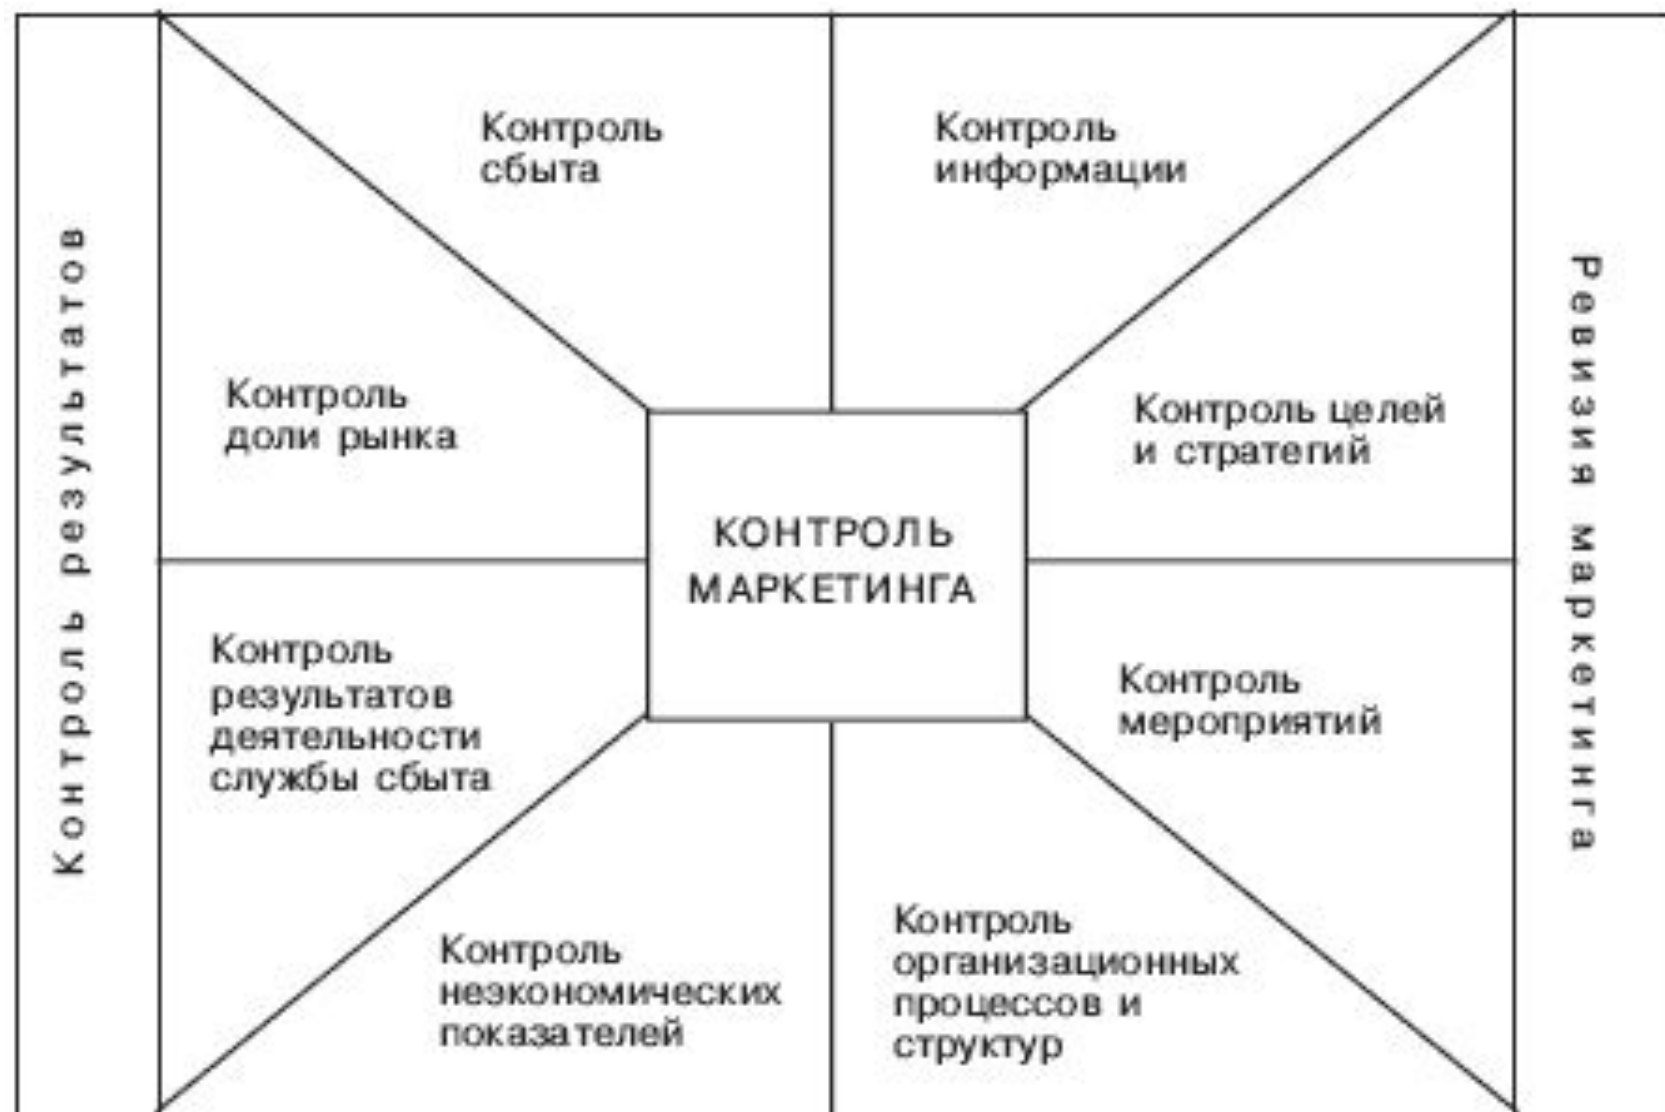 Контроль результатов
Контроль
сбыта
Контроль
информации
Контроль
доли рынка
Контроль целей
и стратегий
КОНТРОЛЬ
МАРКЕТИНГА
Контроль
результатов
деятельности
службы сбыта
Контроль
мероприятий
Контроль
неэкономических
показателей
Контроль
организационных
процессов и
структур
Ревизия маркетинга